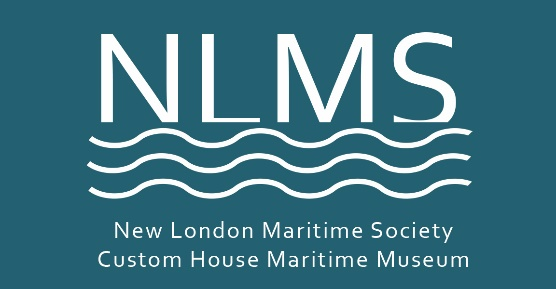 NLMS
New London Maritime Society
Custom House Maritime Museum